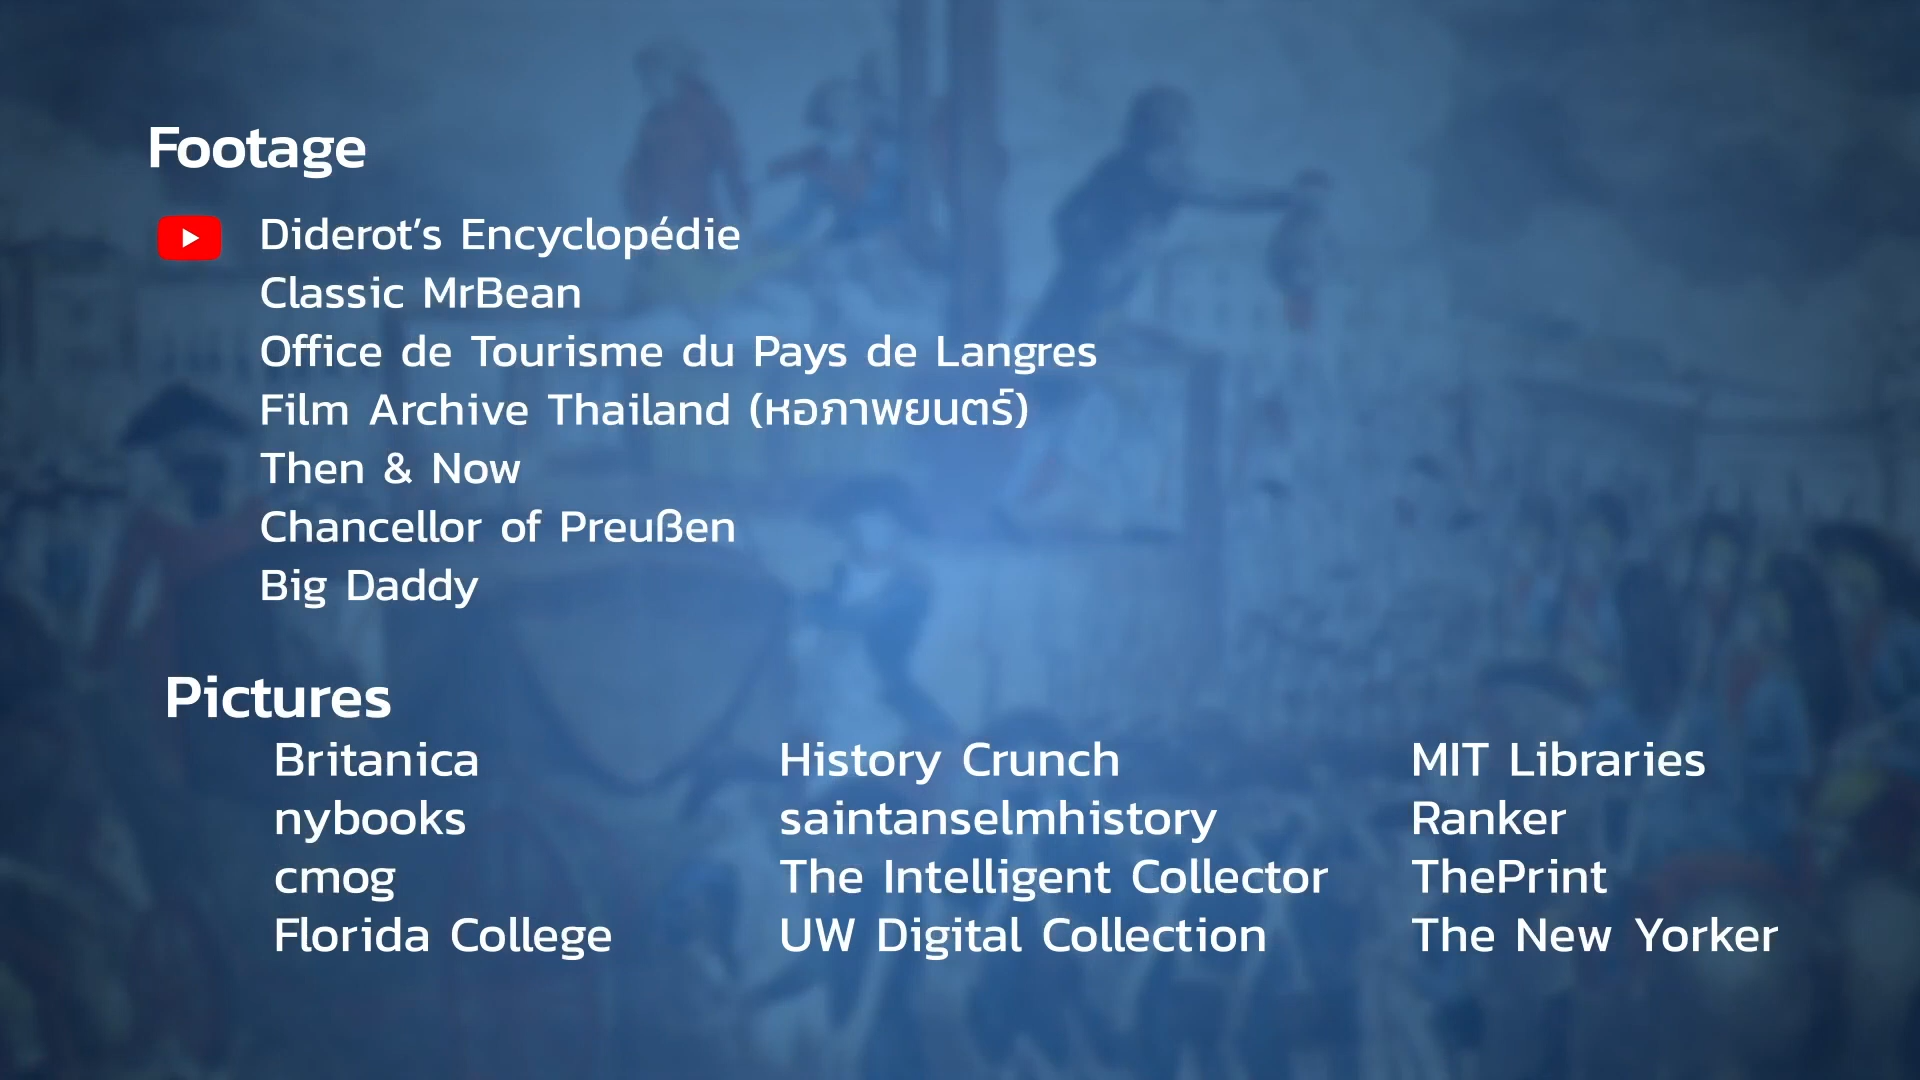 Footage
Diderot’s Encyclopédie
Classic MrBean
Office de Tourisme du Pays de Langres
Film Archive Thailand (หอภาพยนตร์)
Then & Now
Chancellor of Preußen
Big Daddy
Pictures
Britanica
nybooks
cmog
Florida College
History Crunch
saintanselmhistory
The Intelligent Collector
UW Digital Collection
MIT Libraries
Ranker
ThePrint
The New Yorker